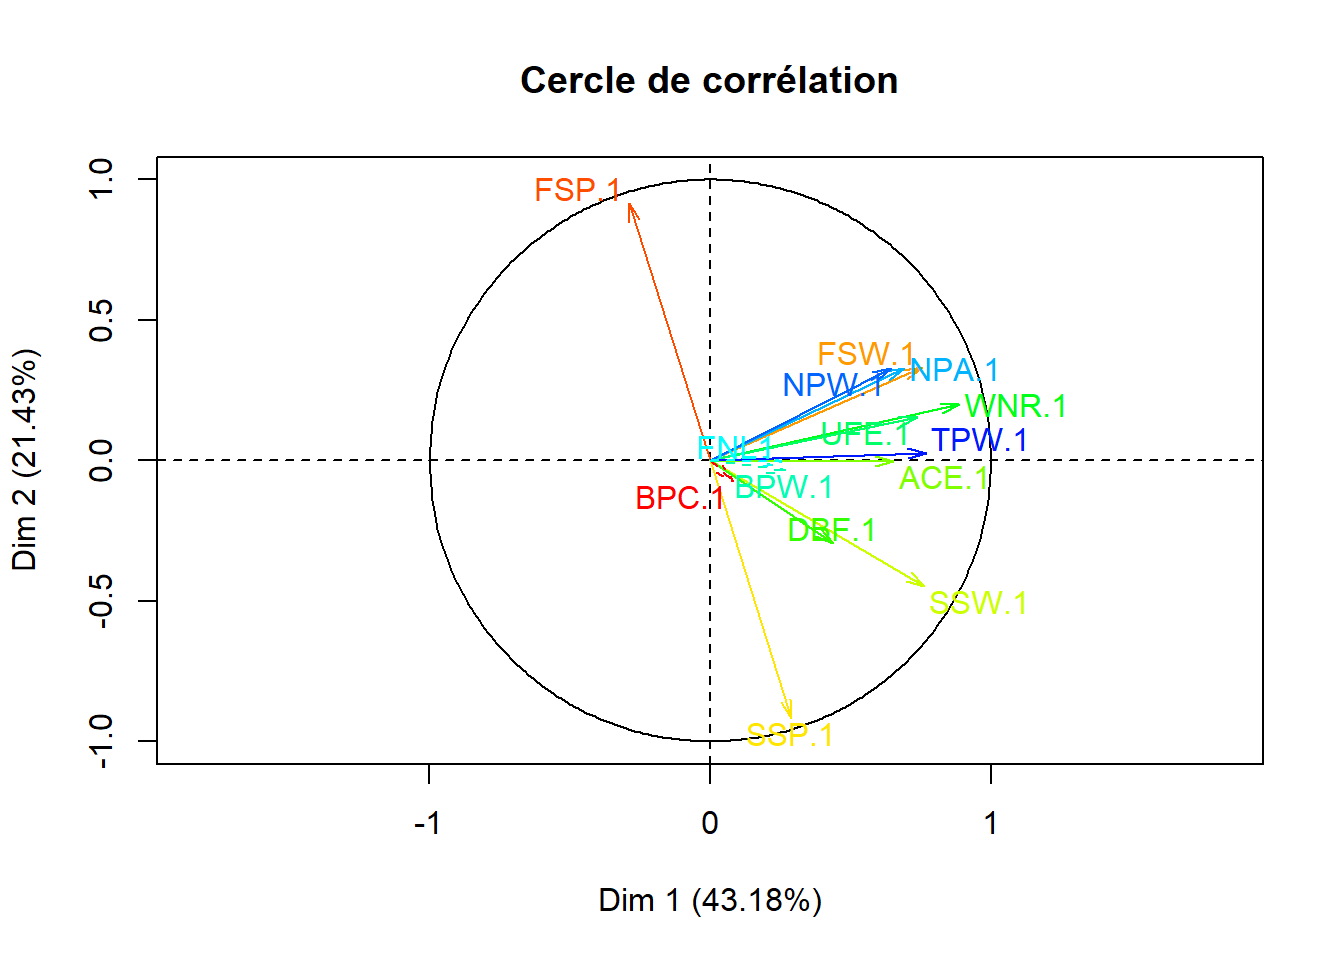 Cercle de corrélation
1.0
FSP.1
0.5
FSW.1
NPA.1
NPW.1
WNR.1
UFE.1
TPW.1
FNL.1
0.0
ACE.1
BPW.1
BPC.1
DBF.1
-0.5
SSW.1
SSP.1
-1.0
Dim 2 (21.43%)
-1 0 1
Dim 1 (43.18%)